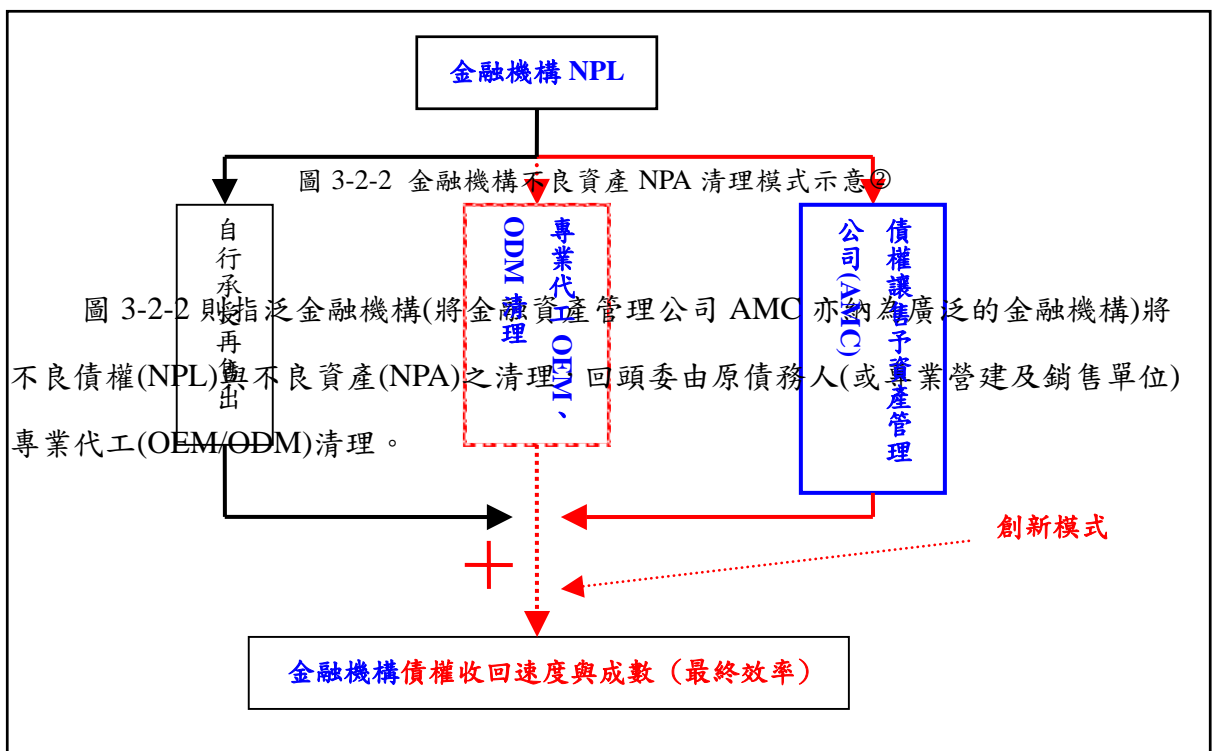 金融機構 NPL
圖 3-2-2 金融機構不良資產 NPA 清理模式示意②
自行承受再售出
專業代工 OEM、
ODM 清理
債權讓售予資產管理
公司(AMC)
圖 3-2-2 則指泛金融機構(將金融資產管理公司 AMC 亦納為廣泛的金融機構)將
不良債權(NPL)與不良資產(NPA)之清理，回頭委由原債務人(或專業營建及銷售單位)
專業代工(OEM/ODM)清理。
創新模式
金融機構債權收回速度與成數（最終效率）